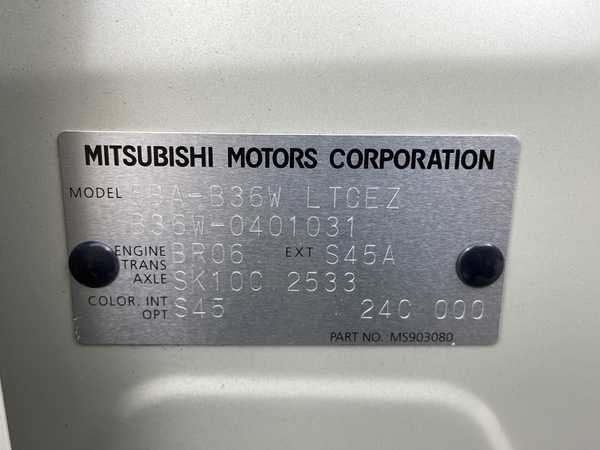 MITSUBISHI MOTORS CORPORATION
MODEL 5BA-B36W LTCEZ
B36W-0401031
ENGINE BR06 EXT S45A
TRANS
AXLE SK10C 2533
COLOR. INT S45 24C 000
OPT
PART NO. MS903080